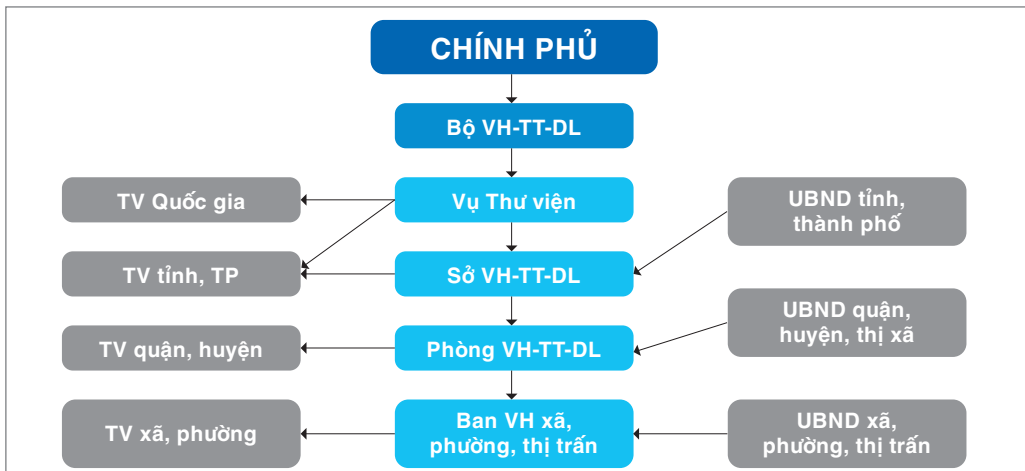 CHÍNH PHỦ
Bộ VH-TT-DL
TV Quốc gia
Vụ Thư viện
UBND tỉnh,
thành phố
TV tỉnh, TP
Sở VH-TT-DL
UBND quận,
huyện, thị xã
TV quận, huyện
Phòng VH-TT-DL
TV xã, phường
Ban VH xã,
phường, thị trấn
UBND xã,
phường, thị trấn